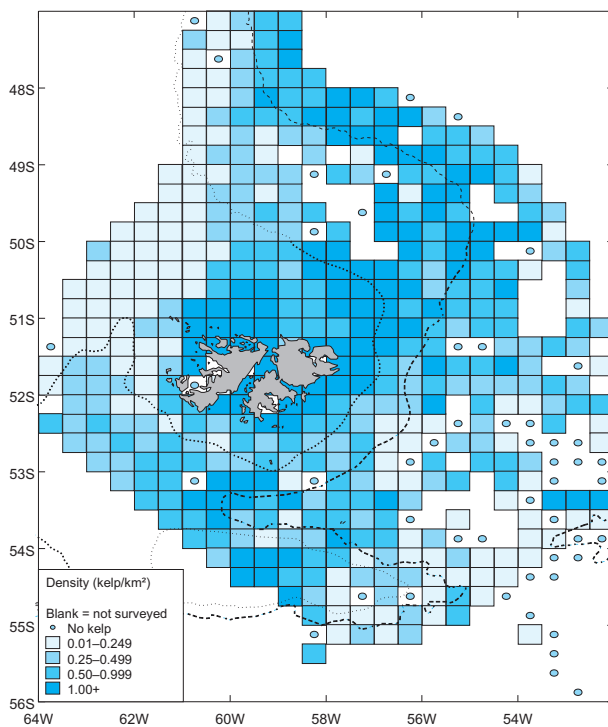 48S
49S
50S
51S
52S
53S
54S
55S
56S
Density (kelp/km²)
Blank = not surveyed
No kelp
0.01–0.249
0.25–0.499
0.50–0.999
1.00+
64W 62W 60W 58W 56W 54W